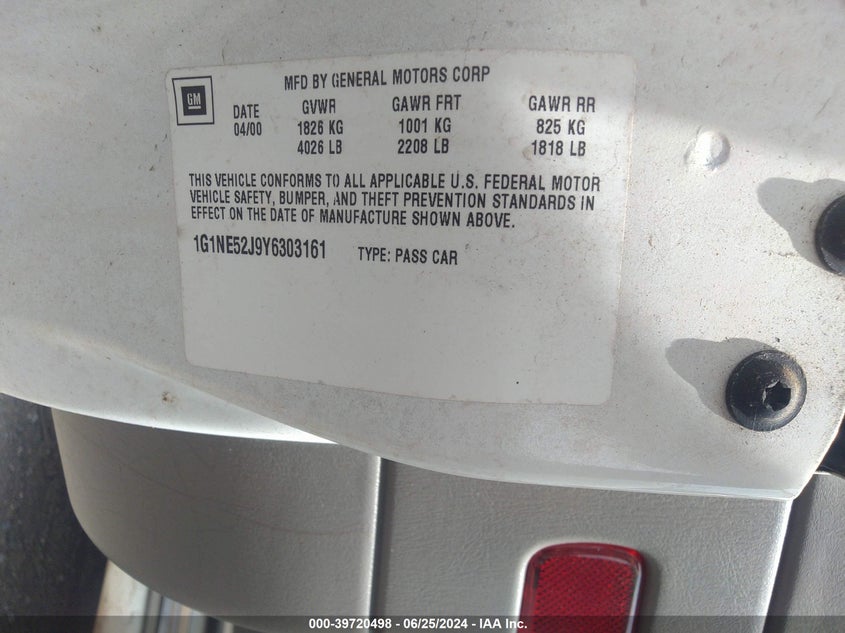 GM
MFD BY GENERAL MOTORS CORP
DATE GVWR GAWR FRT GAWR RR
04/00 1826 KG 1001 KG 825 KG
4026 LB 2208 LB 1818 LB
THIS VEHICLE CONFORMS TO ALL APPLICABLE U.S. FEDERAL MOTOR
VEHICLE SAFETY, BUMPER, AND THEFT PREVENTION STANDARDS IN
EFFECT ON THE DATE OF MANUFACTURE SHOWN ABOVE.
1G1NE52J9Y6303161 TYPE: PASS CAR
000-39720498 - 06/25/2024 - IAA Inc.